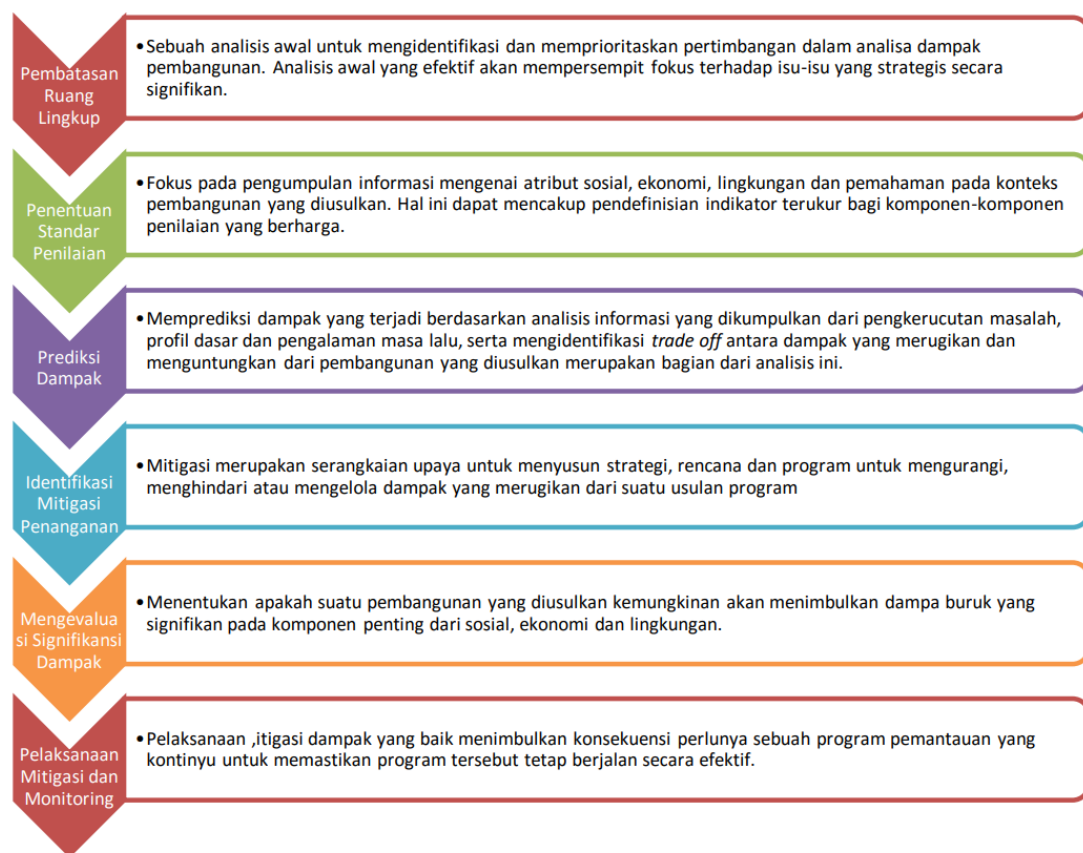 Pembatasan
Ruang
Lingkup
•Sebuah analisis awal untuk mengidentifikasi dan memprioritaskan pertimbangan dalam analisa dampak
pembangunan. Analisis awal yang efektif akan mempersempit fokus terhadap isu-isu yang strategis secara
signifikan.
Penentuan
Standar
Penilaian
•Fokus pada pengumpulan informasi mengenai atribut sosial, ekonomi, lingkungan dan pemahaman pada konteks
pembangunan yang diusulkan. Hal ini dapat mencakup pendefinisian indikator terukur bagi komponen-komponen
penilaian yang berharga.
Prediksi
Dampak
•Memprediksi dampak yang terjadi berdasarkan analisis informasi yang dikumpulkan dari pengkerucutan masalah,
profil dasar dan pengalaman masa lalu, serta mengidentifikasi trade off antara dampak yang merugikan dan
menguntungkan dari pembangunan yang diusulkan merupakan bagian dari analisis ini.
Identifikasi
Mitigasi
Penanganan
•Mitigasi merupakan serangkaian upaya untuk menyusun strategi, rencana dan program untuk mengurangi,
menghindari atau mengelola dampak yang merugikan dari suatu usulan program
Mengevalua
si Signifikansi
Dampak
•Menentukan apakah suatu pembangunan yang diusulkan kemungkinan akan menimbulkan dampa buruk yang
signifikan pada komponen penting dari sosial, ekonomi dan lingkungan.
Pelaksanaan
Mitigasi dan
Monitoring
•Pelaksanaan ,itigasi dampak yang baik menimbulkan konsekuensi perlunya sebuah program pemantauan yang
kontinyu untuk memastikan program tersebut tetap berjalan secara efektif.